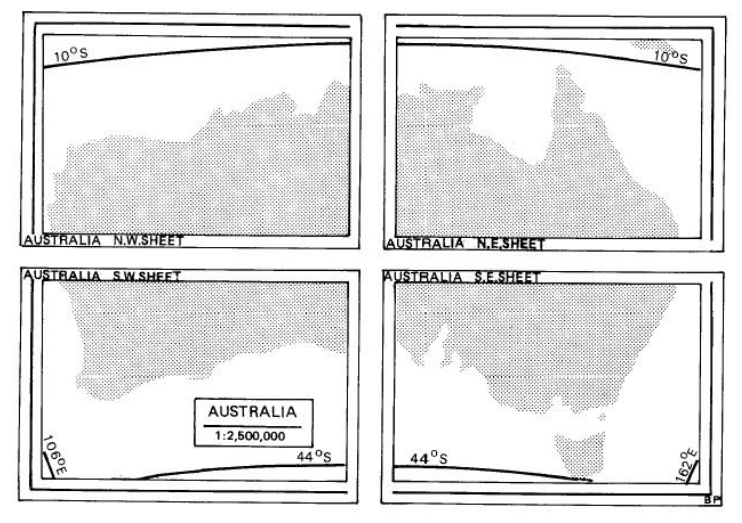 10°S
10°S
AUSTRALIA N.W.SHEET
AUSTRALIA N.E.SHEET
AUSTRALIA S.W.SHEET
AUSTRALIA S.E.SHEET
AUSTRALIA
1:2,500,000
106°E
44°S
44°S
162°E
BP